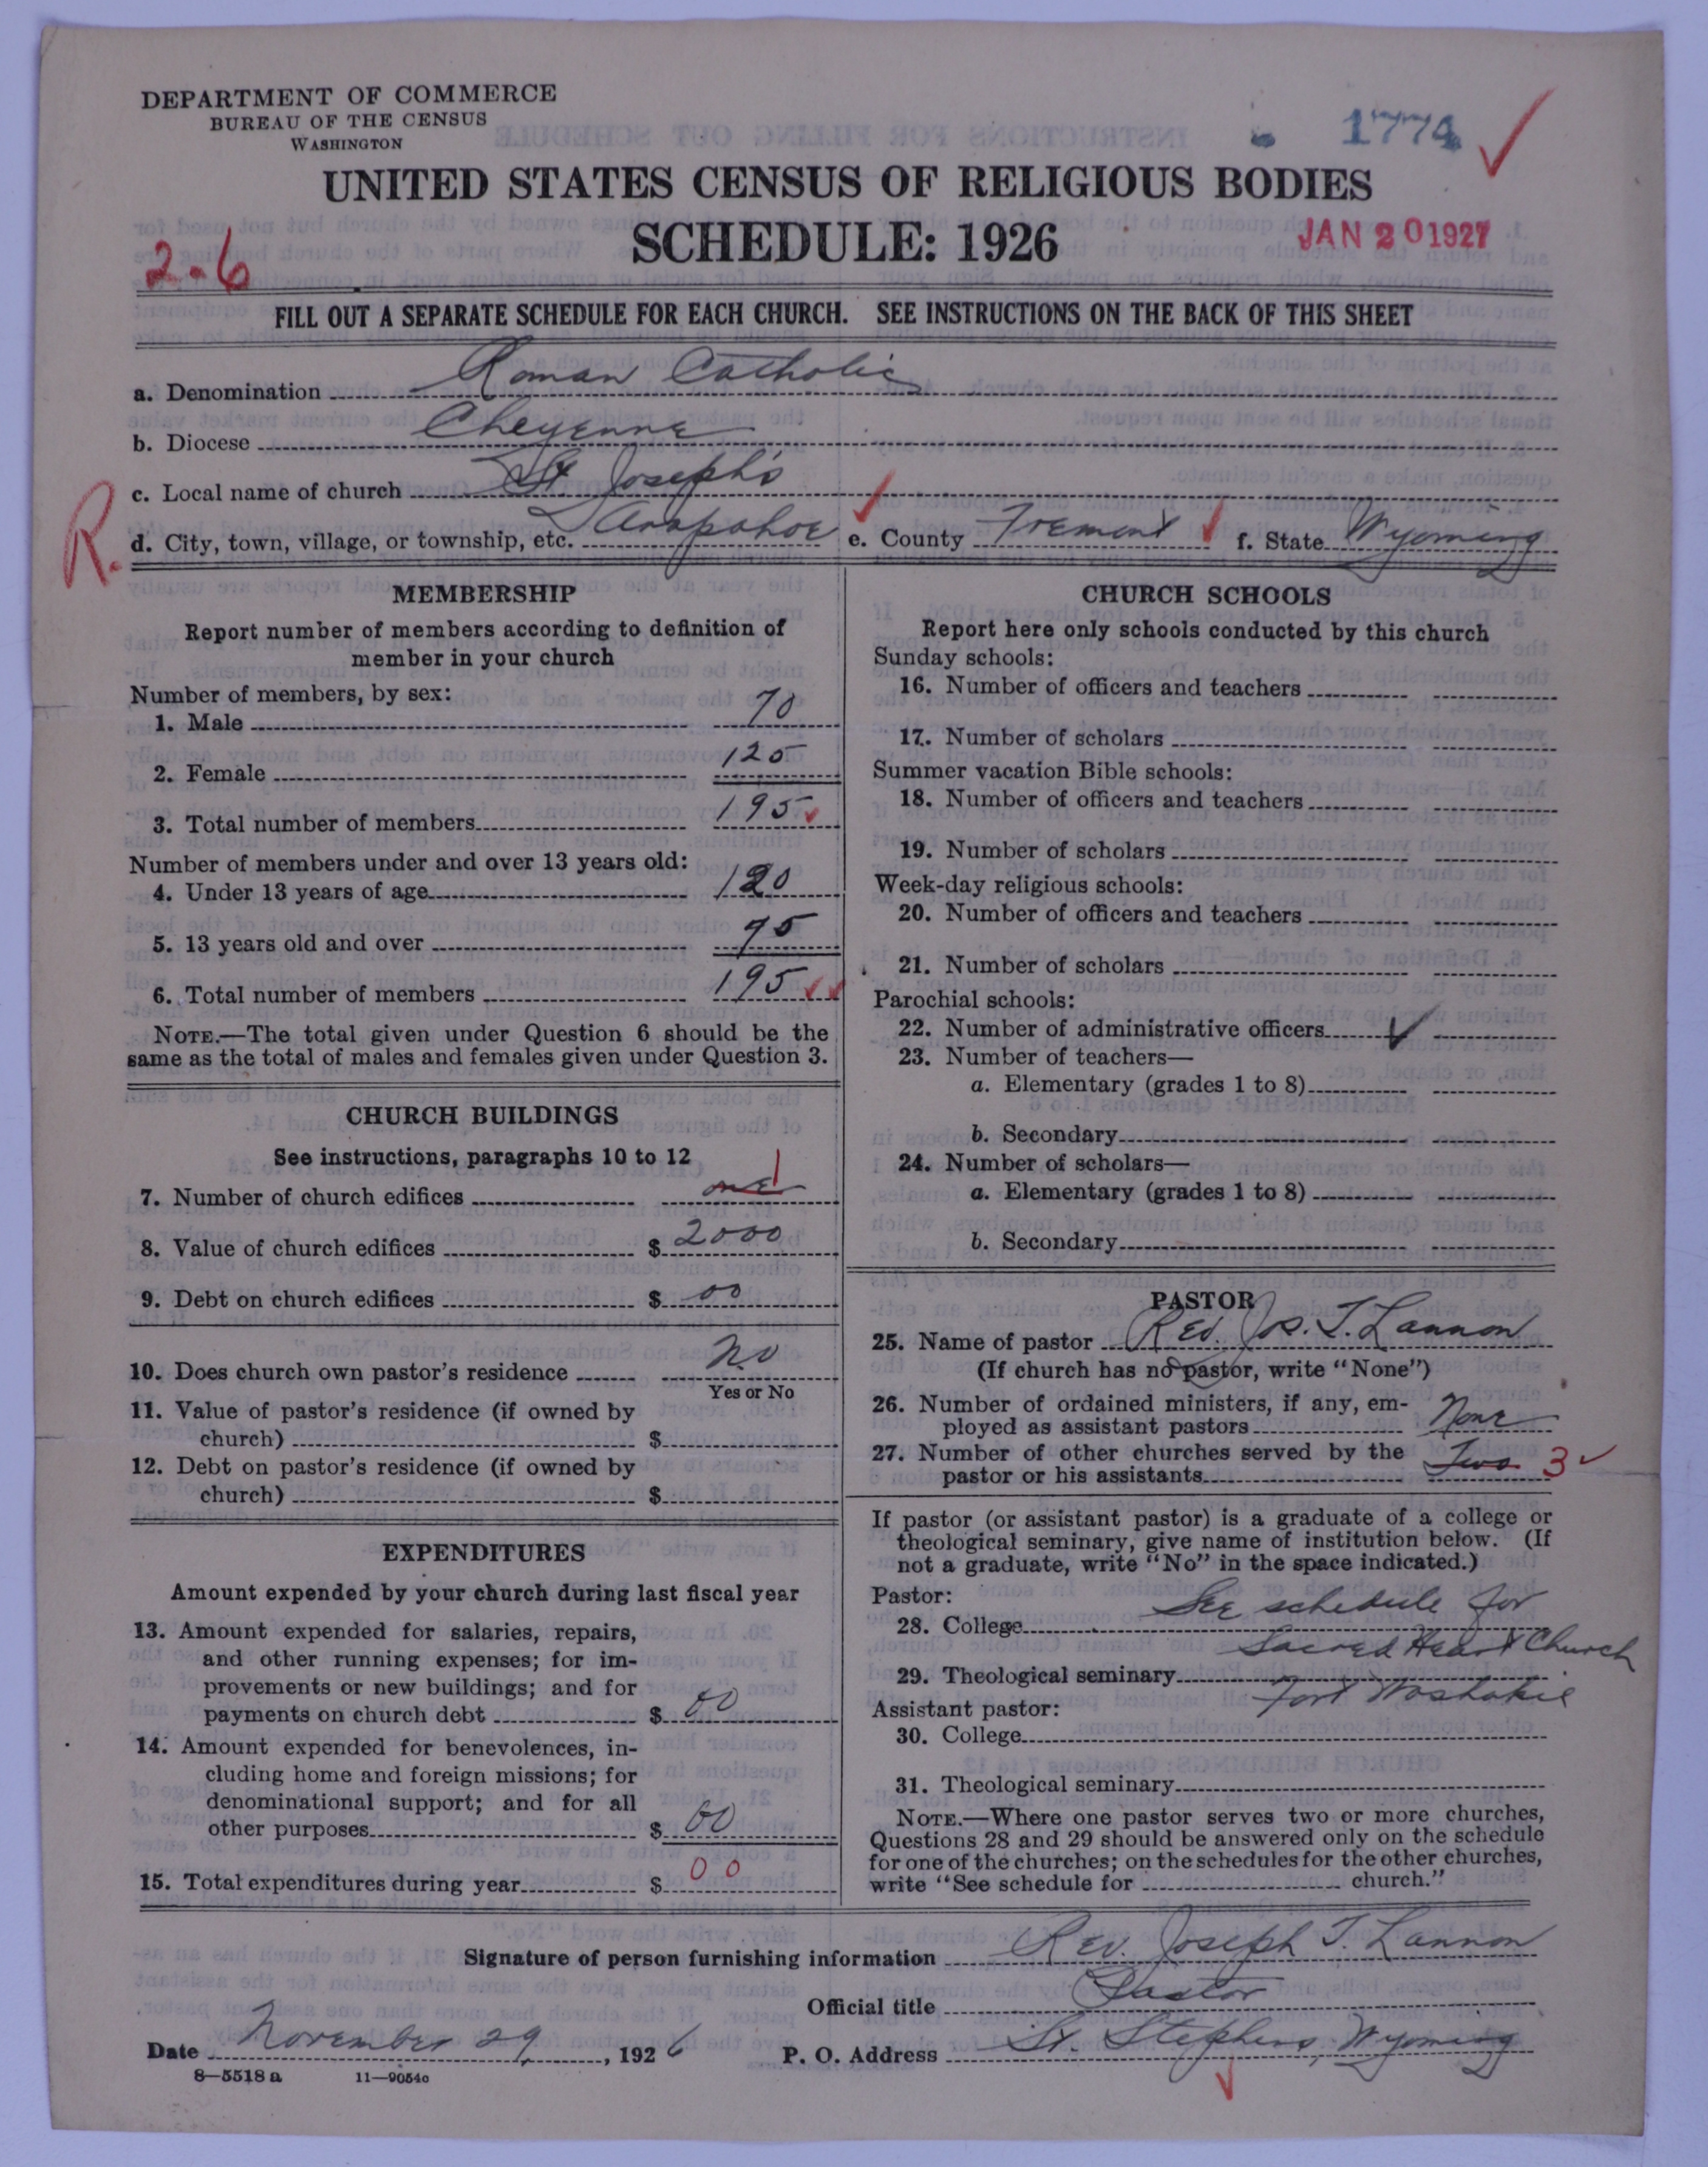 DEPARTMENT OF COMMERCE
BUREAU OF THE CENSUS
WASHINGTON
1774
UNITED STATES CENSUS OF RELIGIOUS BODIES
SCHEDULE: 1926
JAN 20 1927
2-6
FILL OUT A SEPARATE SCHEDULE FOR EACH CHURCH. SEE INSTRUCTIONS ON THE BACK OF THIS SHEET
a. Denomination Roman Catholic
b. Diocese Cheyenne
c. Local name of church St Joseph's
R.
d. City, town, village, or township, etc. Arapahoe e. County Fremont f. State Wyoming
MEMBERSHIP
Report number of members according to definition of
member in your church
Number of members, by sex:
1. Male 70
2. Female 125
3. Total number of members 195
Number of members under and over 13 years old:
4. Under 13 years of age 120
5. 13 years old and over 75
6. Total number of members 195
NOTE.—The total given under Question 6 should be the
same as the total of males and females given under Question 3.
CHURCH BUILDINGS
See instructions, paragraphs 10 to 12
7. Number of church edifices one 1
8. Value of church edifices $ 2000
9. Debt on church edifices $ 00
10. Does church own pastor's residence No
Yes or No
11. Value of pastor's residence (if owned by
church) $
12. Debt on pastor's residence (if owned by
church) $
EXPENDITURES
Amount expended by your church during last fiscal year
13. Amount expended for salaries, repairs,
and other running expenses; for im-
provements or new buildings; and for
payments on church debt $ 00
14. Amount expended for benevolences, in-
cluding home and foreign missions; for
denominational support; and for all
other purposes $ 00
15. Total expenditures during year $ 00
CHURCH SCHOOLS
Report here only schools conducted by this church
Sunday schools:
16. Number of officers and teachers
17. Number of scholars
Summer vacation Bible schools:
18. Number of officers and teachers
19. Number of scholars
Week-day religious schools:
20. Number of officers and teachers
21. Number of scholars
Parochial schools:
22. Number of administrative officers
23. Number of teachers—
a. Elementary (grades 1 to 8)
b. Secondary
24. Number of scholars—
a. Elementary (grades 1 to 8)
b. Secondary
PASTOR
25. Name of pastor Rev. Jos. T. Lannon
(If church has no pastor, write "None")
26. Number of ordained ministers, if any, em-
ployed as assistant pastors None
27. Number of other churches served by the
pastor or his assistants Two 3
If pastor (or assistant pastor) is a graduate of a college or
theological seminary, give name of institution below. (If
not a graduate, write "No" in the space indicated.)
Pastor:
28. College See schedule for
Sacred Heart Church
29. Theological seminary Fort Washakie
Assistant pastor:
30. College
31. Theological seminary
NOTE.—Where one pastor serves two or more churches,
Questions 28 and 29 should be answered only on the schedule
for one of the churches; on the schedules for the other churches,
write "See schedule for church."
Signature of person furnishing information Rev. Joseph T. Lannon
Official title Pastor
Date November 29, 1926 P. O. Address St. Stephens, Wyoming
8—5518 a 11—9054c